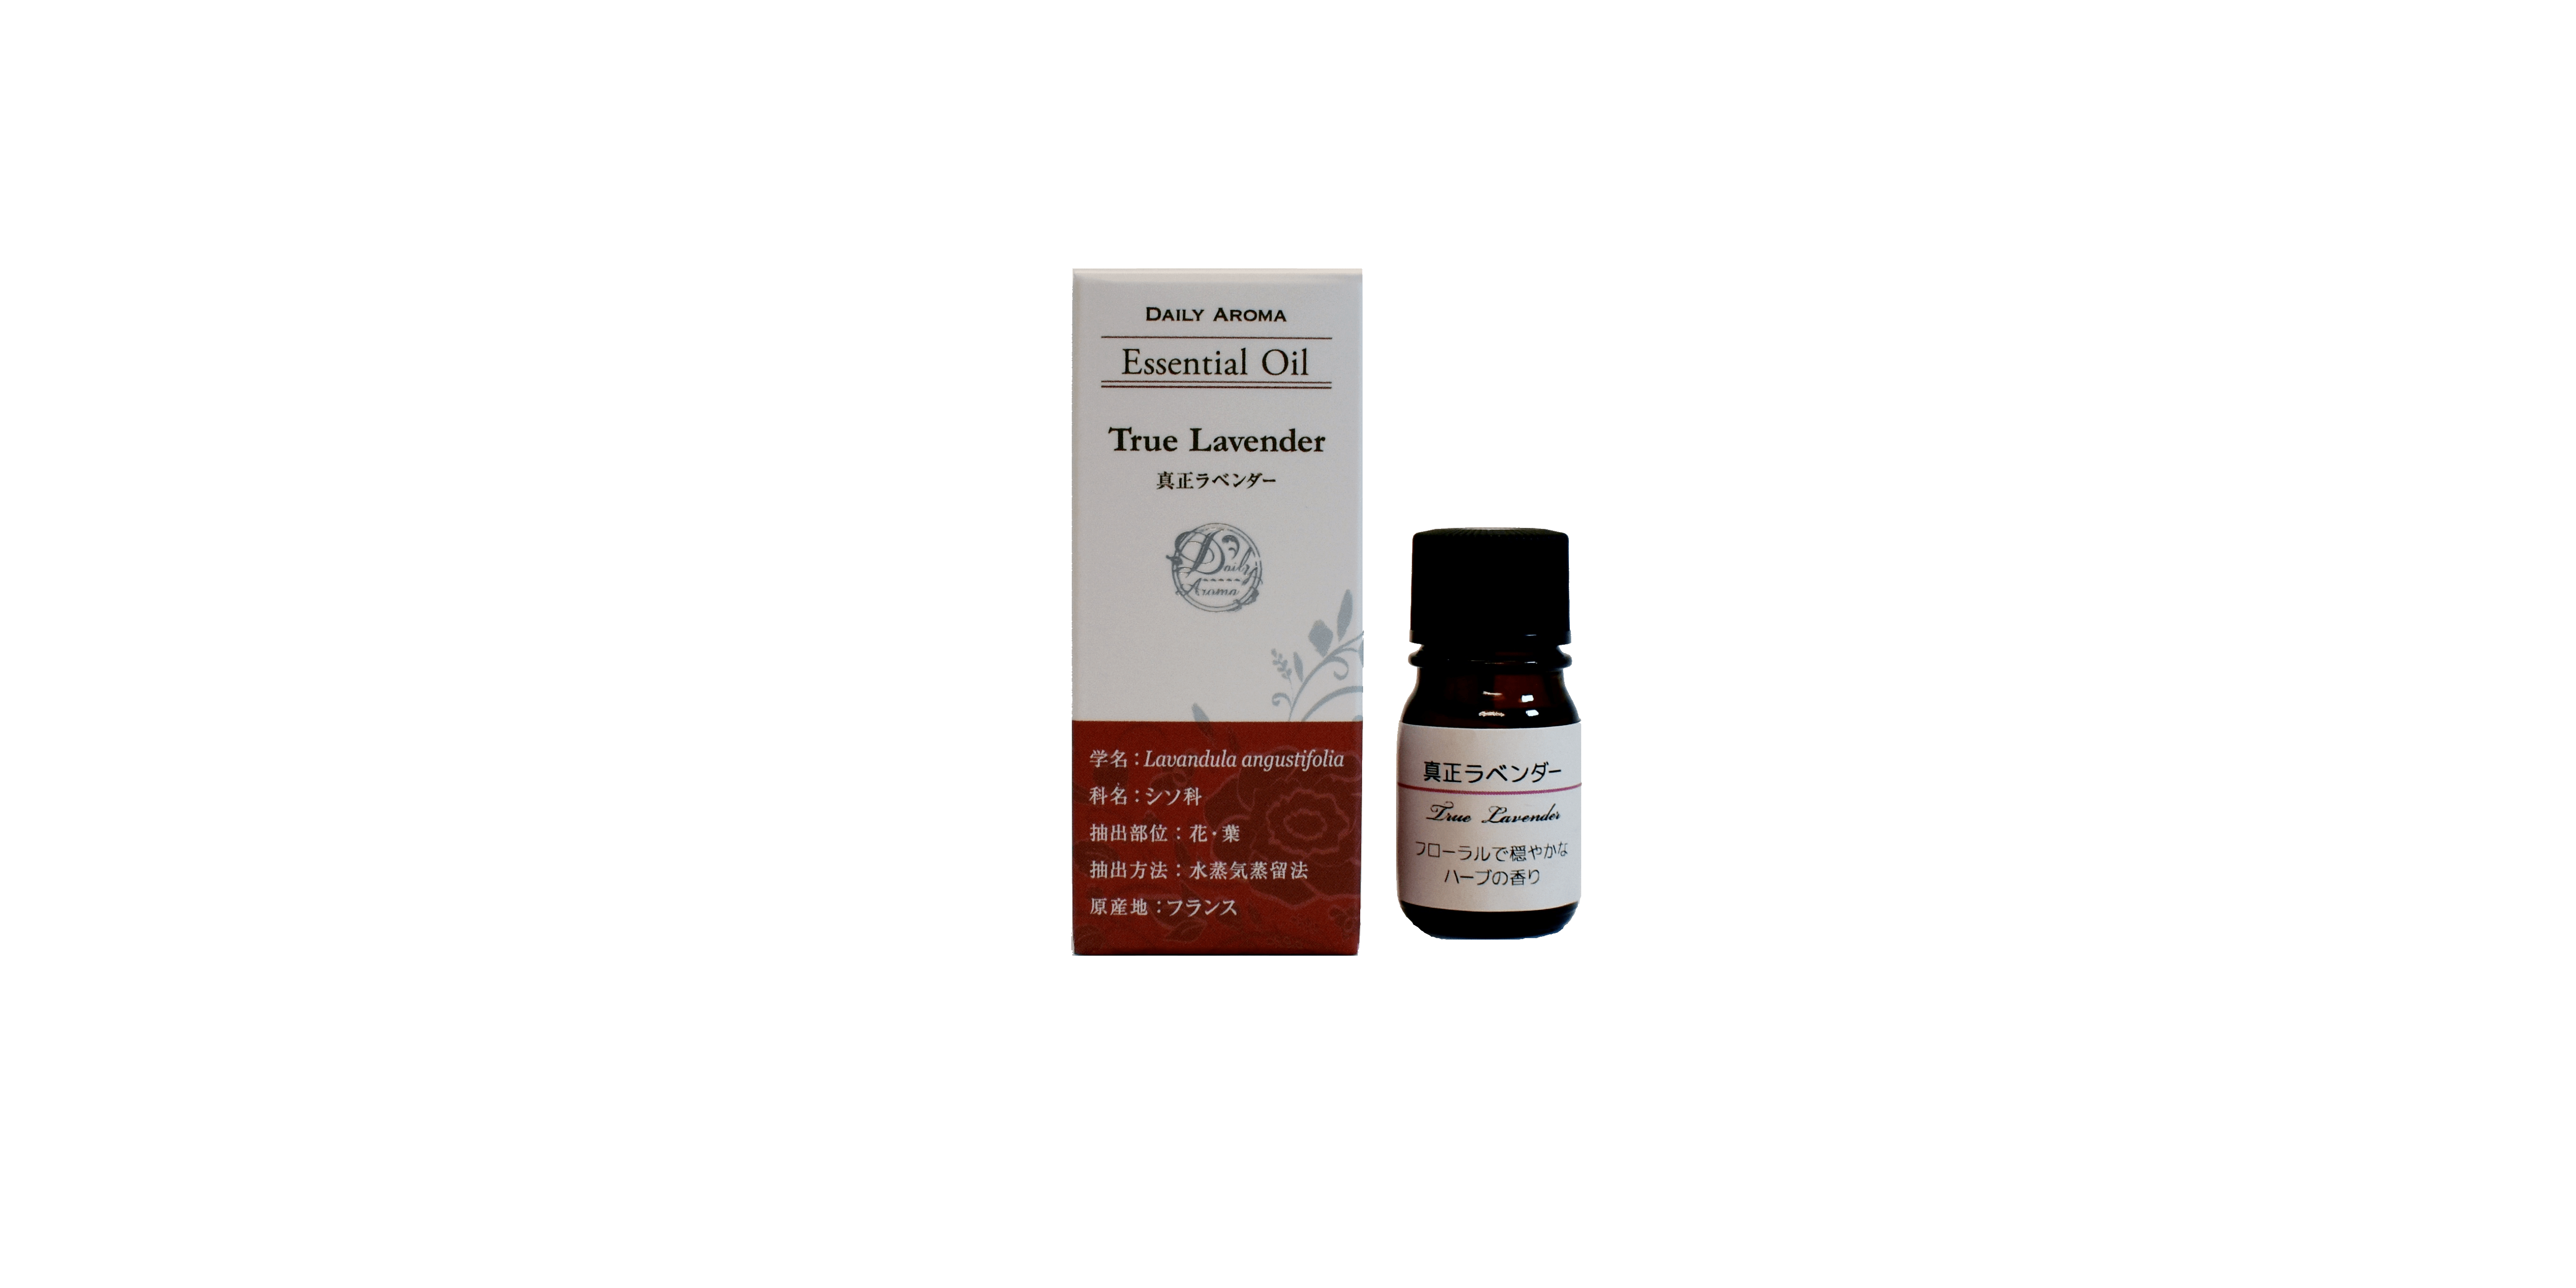 DAILY AROMA
Essential Oil
True Lavender
真正ラベンダー
Daily
Aroma
学名：Lavandula angustifolia
科名：シソ科
抽出部位：花・葉
抽出方法：水蒸気蒸留法
原産地：フランス
真正ラベンダー
True Lavender
フローラルで穏やかな
ハーブの香り